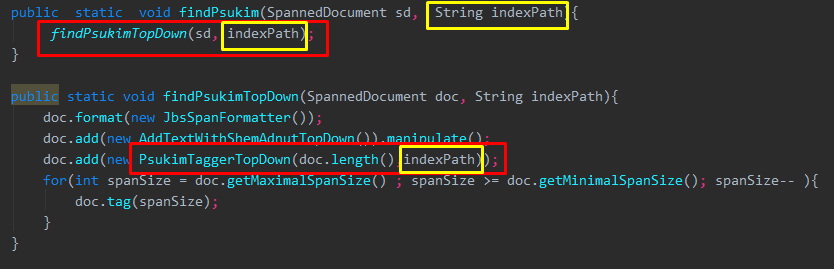 public static void findPsukim(SpannedDocument sd, String indexPath){
findPsukimTopDown(sd, indexPath);
}
public static void findPsukimTopDown(SpannedDocument doc, String indexPath){
doc.format(new JbsSpanFormatter());
doc.add(new AddTextWithShemAdnutTopDown()).manipulate();
doc.add(new PsukimTaggerTopDown(doc.length(),indexPath));
for(int spanSize = doc.getMaximalSpanSize() ; spanSize >= doc.getMinimalSpanSize(); spanSize-- ){
doc.tag(spanSize);
}
}